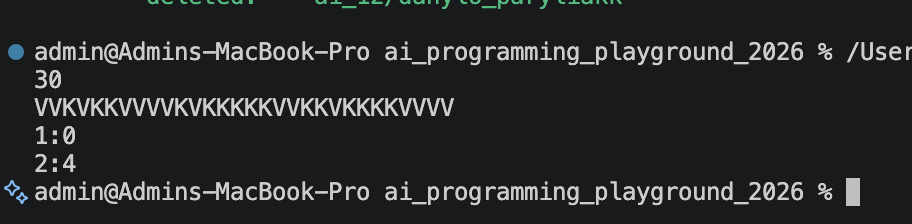 admin@Admins-MacBook-Pro ai_programming_playground_2026 % /User
30
VVKVKKVVVVKVKKKKKVVKKVKKKKVVVV
1:0
2:4
admin@Admins-MacBook-Pro ai_programming_playground_2026 %